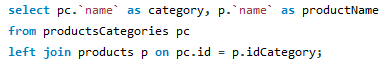 select pc.`name` as category, p.`name` as productName
from productsCategories pc
left join products p on pc.id = p.idCategory;